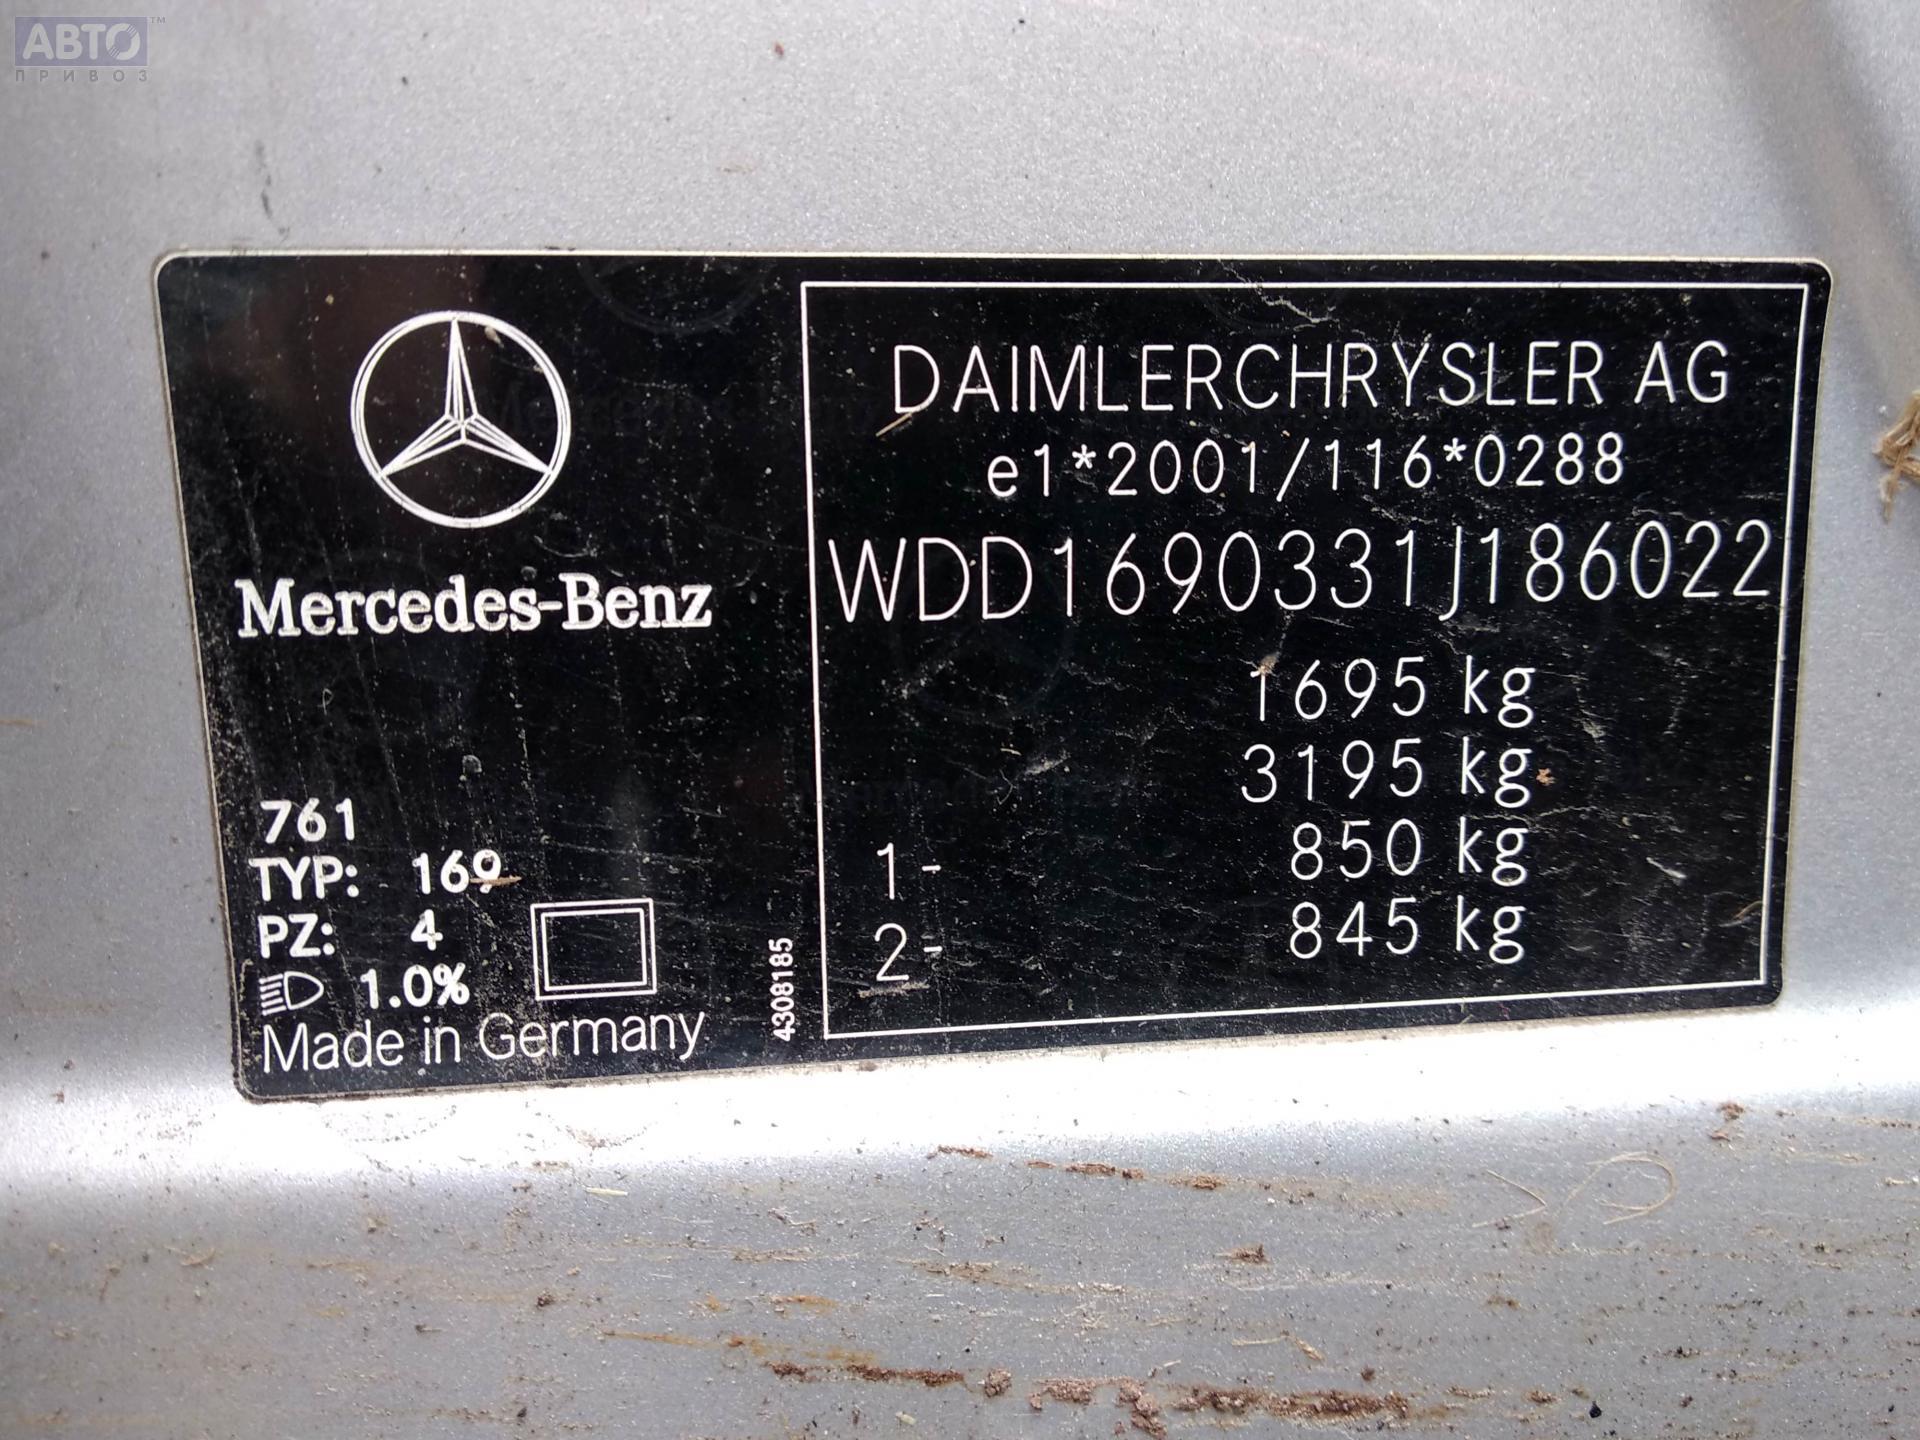 АВТО™
ПРИВОЗ
Mercedes-Benz
761
TYP: 169
PZ: 4
1.0%
Made in Germany
4308185
DAIMLERCHRYSLER AG
e1*2001/116*0288
WDD1690331J186022
1695 kg
3195 kg
1- 850 kg
2- 845 kg